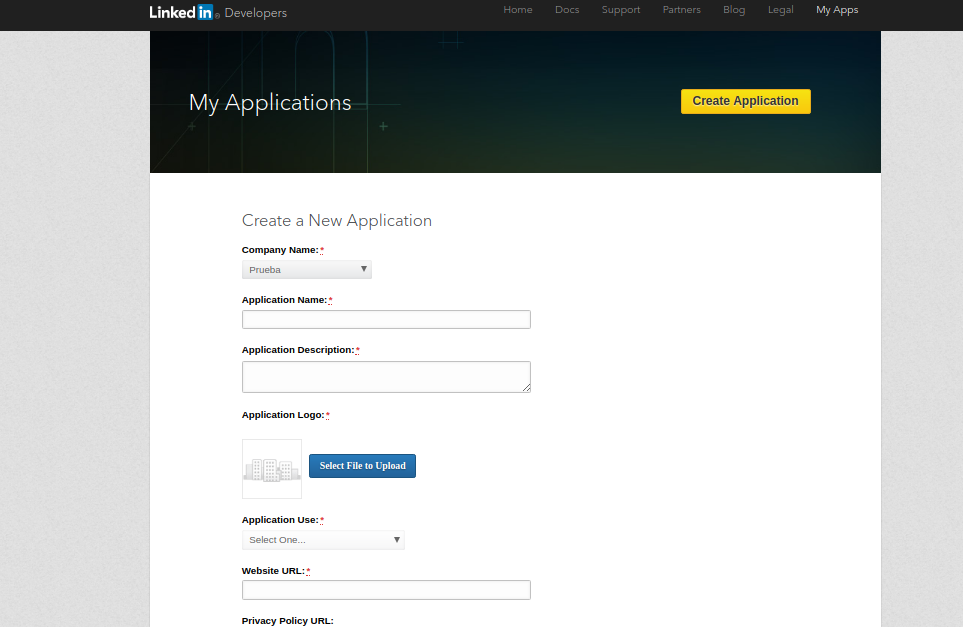 Linked in® Developers
Home Docs Support Partners Blog Legal My Apps
My Applications
Create Application
Create a New Application
Company Name:*
Prueba
Application Name:*
Application Description:*
Application Logo:*
Select File to Upload
Application Use:*
Select One...
Website URL:*
Privacy Policy URL: